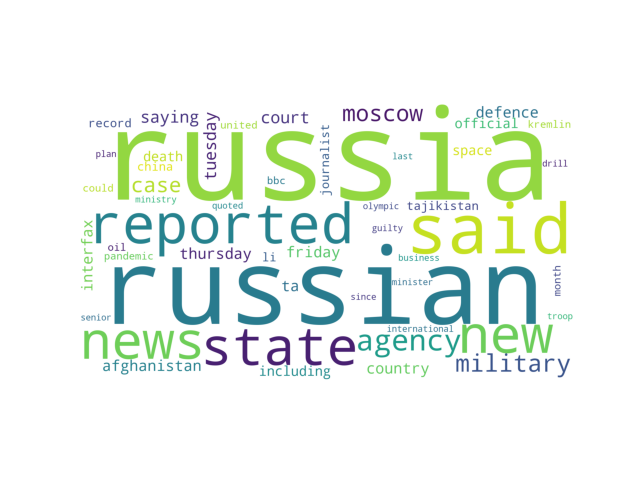 record
saying
tuesday
united
court
journalist
moscow
defence
official
kremlin
russia
plan
death
china
could
case
ministry
bbc
last
space
drill
quoted
olympic
tajikistan
reported
said
guilty
interfax
oil
pandemic
thursday
li
friday
business
month
russian
ta
since
minister
senior
troop
news
state
agency
international
new
afghanistan
including
country
military